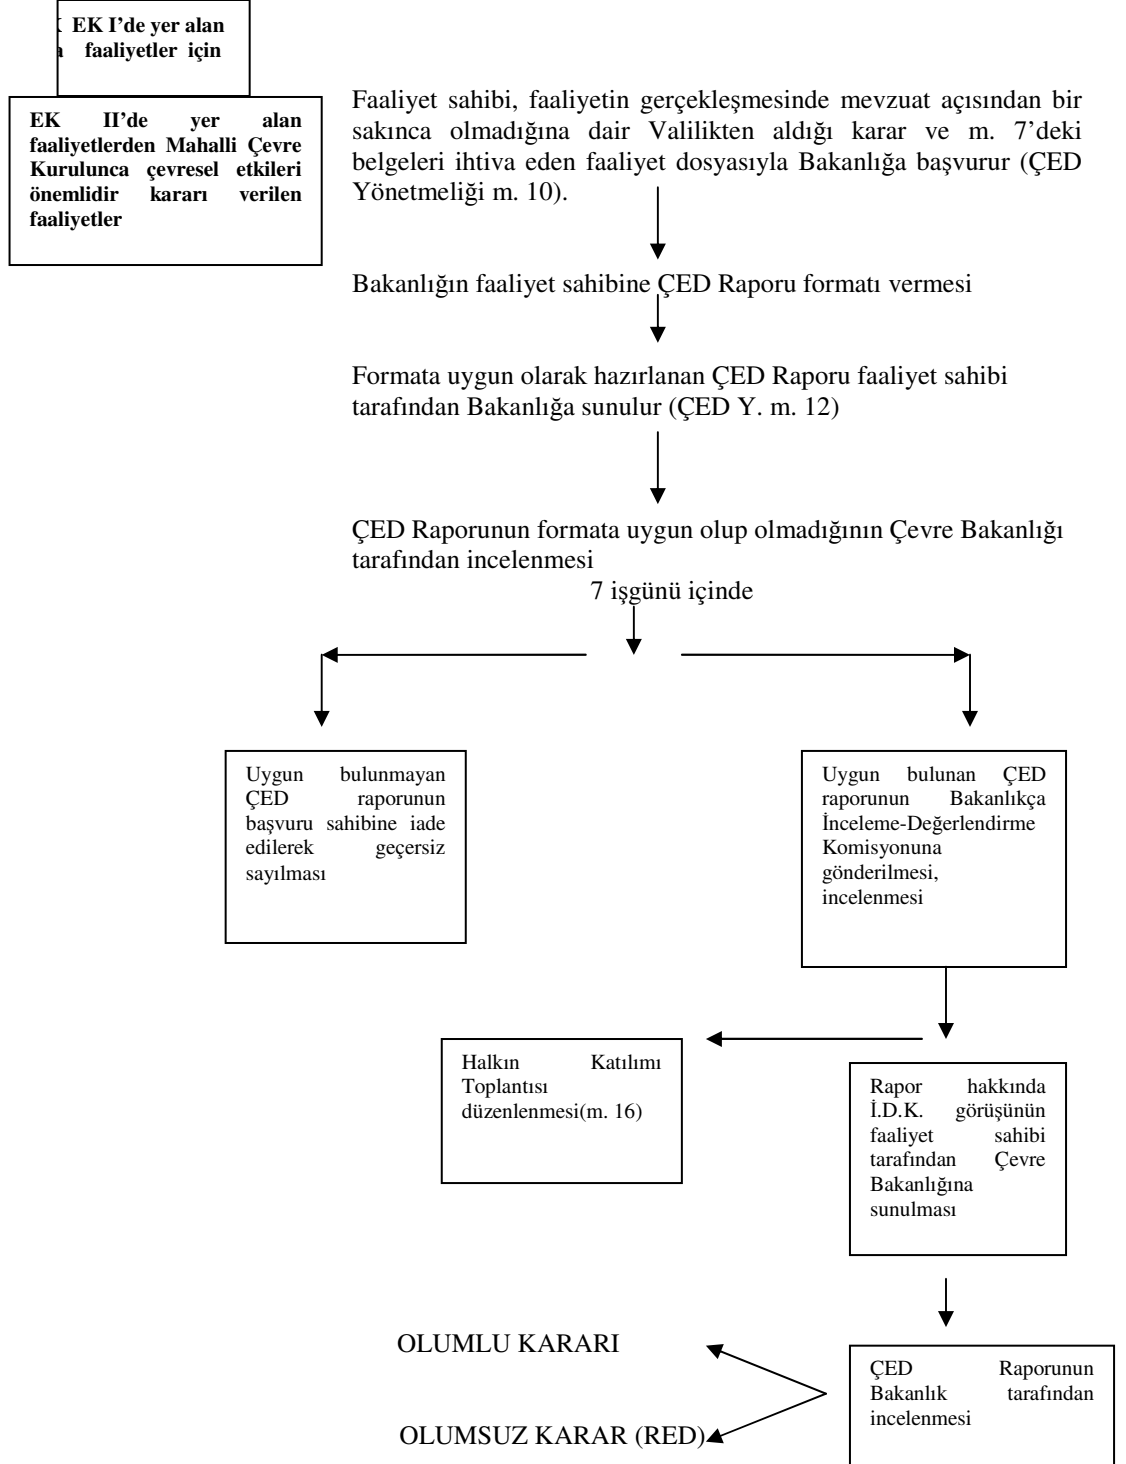 EK I’de yer alan
faaliyetler için
EK II’de yer alan
faaliyetlerden Mahalli Çevre
Kurulunca çevresel etkileri
önemlidir kararı verilen
faaliyetler
Faaliyet sahibi, faaliyetin gerçekleşmesinde mevzuat açısından bir
sakınca olmadığına dair Valilikten aldığı karar ve m. 7’deki
belgeleri ihtiva eden faaliyet dosyasıyla Bakanlığa başvurur (ÇED
Yönetmeliği m. 10).
Bakanlığın faaliyet sahibine ÇED Raporu formatı vermesi
Formata uygun olarak hazırlanan ÇED Raporu faaliyet sahibi
tarafından Bakanlığa sunulur (ÇED Y. m. 12)
ÇED Raporunun formata uygun olup olmadığının Çevre Bakanlığı
tarafından incelenmesi
7 işgünü içinde
Uygun bulunmayan
ÇED raporunun
başvuru sahibine iade
edilerek geçersiz
sayılması
Uygun bulunan ÇED
raporunun Bakanlıkça
İnceleme-Değerlendirme
Komisyonuna
gönderilmesi,
incelenmesi
Halkın Katılımı
Toplantısı
düzenlenmesi(m. 16)
Rapor hakkında
İ.D.K. görüşünün
faaliyet sahibi
tarafından Çevre
Bakanlığına
sunulması
OLUMLU KARARI
OLUMSUZ KARAR (RED)
ÇED Raporunun
Bakanlık tarafından
incelenmesi